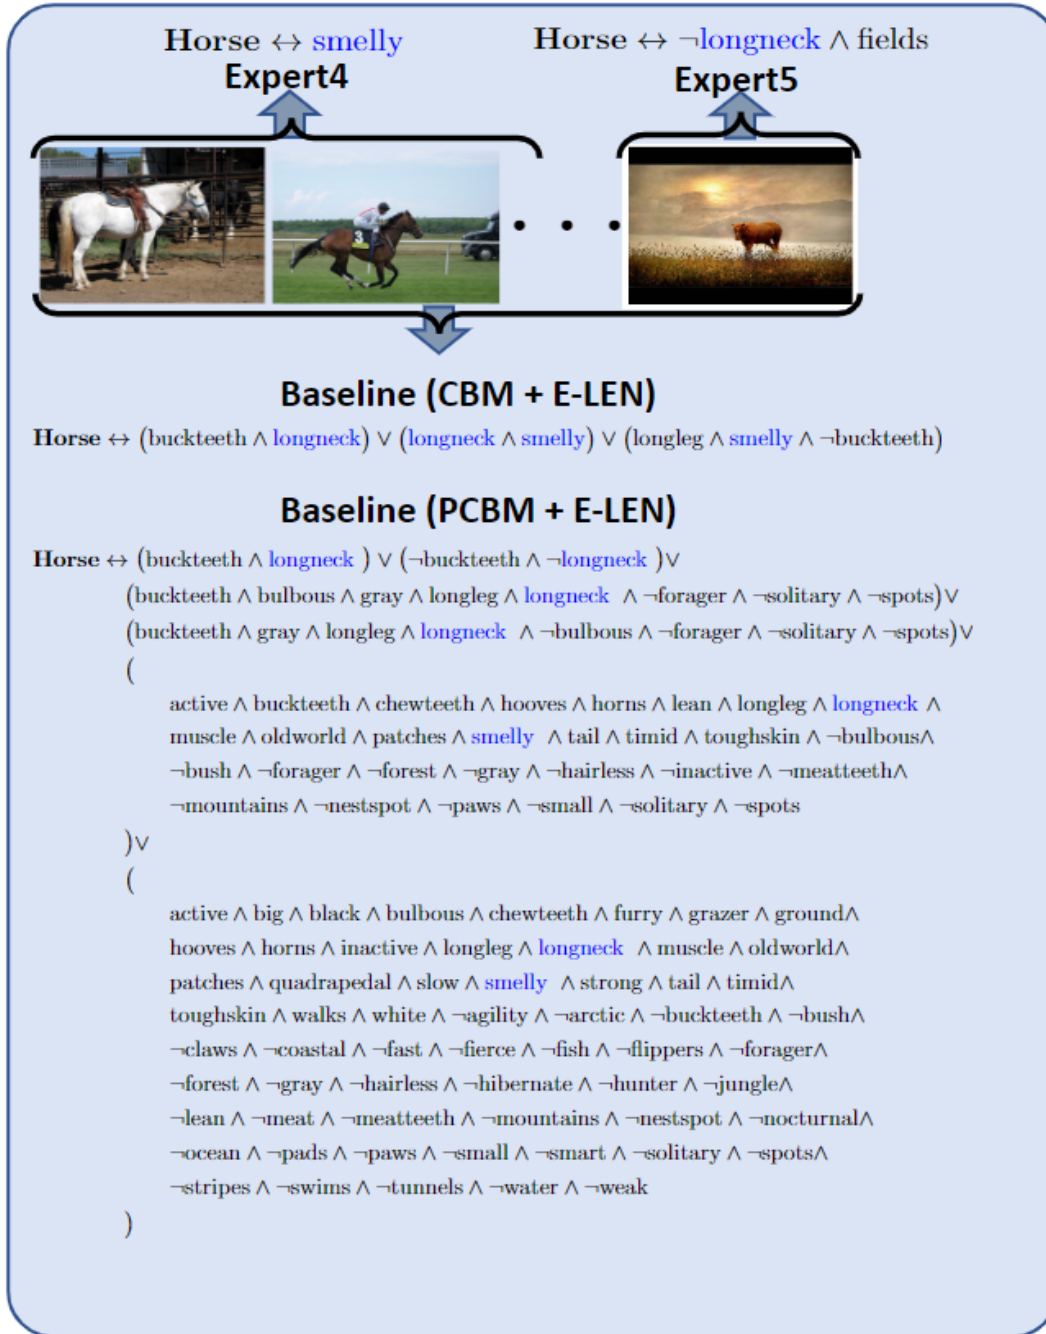 Horse ↔ smelly
Expert4
Horse ↔ ¬longneck ∧ fields
Expert5
3
Baseline (CBM + E-LEN)
Horse ↔ (buckteeth ∧ longneck) ∨ (longneck ∧ smelly) ∨ (longleg ∧ smelly ∧ ¬buckteeth)
Baseline (PCBM + E-LEN)
Horse ↔ (buckteeth ∧ longneck ) ∨ (¬buckteeth ∧ ¬longneck )∨
(buckteeth ∧ bulbous ∧ gray ∧ longleg ∧ longneck ∧ ¬forager ∧ ¬solitary ∧ ¬spots)∨
(buckteeth ∧ gray ∧ longleg ∧ longneck ∧ ¬bulbous ∧ ¬forager ∧ ¬solitary ∧ ¬spots)∨
(
active ∧ buckteeth ∧ chewteeth ∧ hooves ∧ horns ∧ lean ∧ longleg ∧ longneck ∧
muscle ∧ oldworld ∧ patches ∧ smelly ∧ tail ∧ timid ∧ toughskin ∧ ¬bulbous∧
¬bush ∧ ¬forager ∧ ¬forest ∧ ¬gray ∧ ¬hairless ∧ ¬inactive ∧ ¬meatteeth∧
¬mountains ∧ ¬nestspot ∧ ¬paws ∧ ¬small ∧ ¬solitary ∧ ¬spots
)∨
(
active ∧ big ∧ black ∧ bulbous ∧ chewteeth ∧ furry ∧ grazer ∧ ground∧
hooves ∧ horns ∧ inactive ∧ longleg ∧ longneck ∧ muscle ∧ oldworld∧
patches ∧ quadrapedal ∧ slow ∧ smelly ∧ strong ∧ tail ∧ timid∧
toughskin ∧ walks ∧ white ∧ ¬agility ∧ ¬arctic ∧ ¬buckteeth ∧ ¬bush∧
¬claws ∧ ¬coastal ∧ ¬fast ∧ ¬fierce ∧ ¬fish ∧ ¬flippers ∧ ¬forager∧
¬forest ∧ ¬gray ∧ ¬hairless ∧ ¬hibernate ∧ ¬hunter ∧ ¬jungle∧
¬lean ∧ ¬meat ∧ ¬meatteeth ∧ ¬mountains ∧ ¬nestspot ∧ ¬nocturnal∧
¬ocean ∧ ¬pads ∧ ¬paws ∧ ¬small ∧ ¬smart ∧ ¬solitary ∧ ¬spots∧
¬stripes ∧ ¬swims ∧ ¬tunnels ∧ ¬water ∧ ¬weak
)